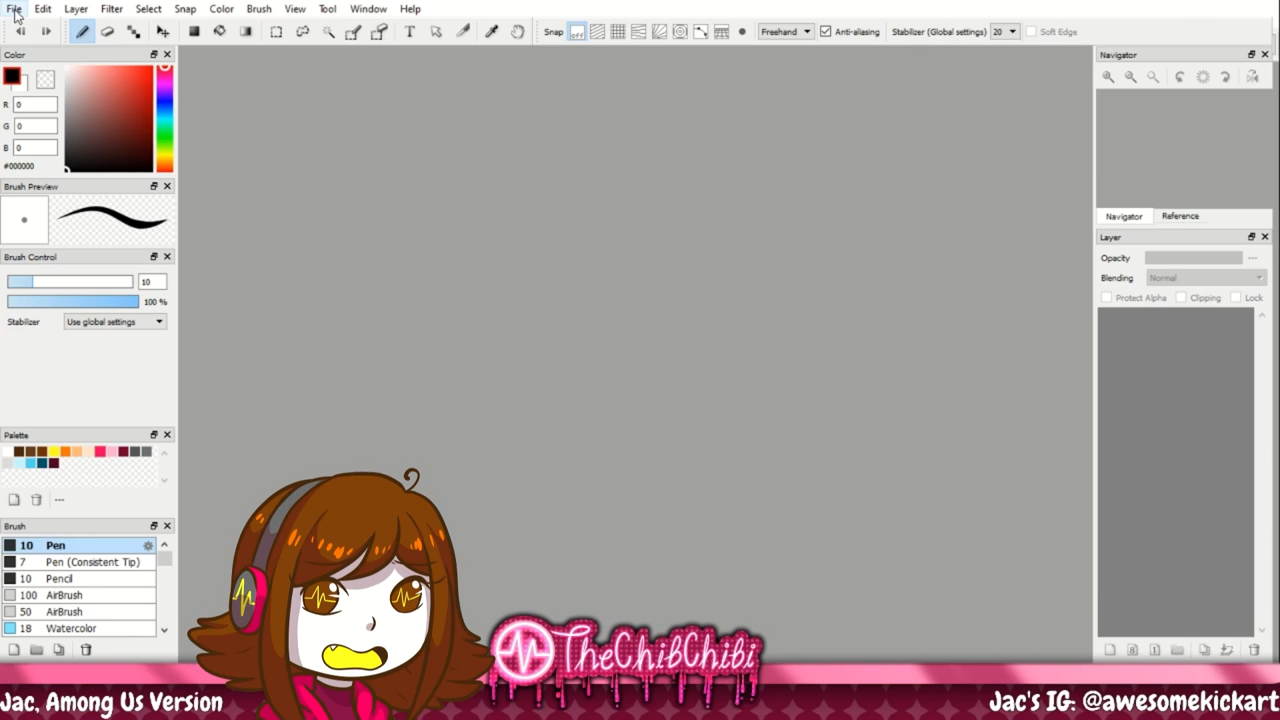 File Edit Layer Filter Select Snap Color Brush View Tool Window Help
Snap off Freehand Anti-aliasing Stabilizer (Global settings) 20 Soft Edge
Color
R 0
G 0
B 0
#000000
Brush Preview
Brush Control
10
100 %
Stabilizer Use global settings
Palette
Brush
10 Pen
7 Pen (Consistent Tip)
10 Pencil
100 AirBrush
50 AirBrush
18 Watercolor
Navigator
Navigator Reference
Layer
Opacity
Blending Normal
Protect Alpha Clipping Lock
TheChibChibi
Jac, Among Us Version
Jac's IG: @awesomekickart